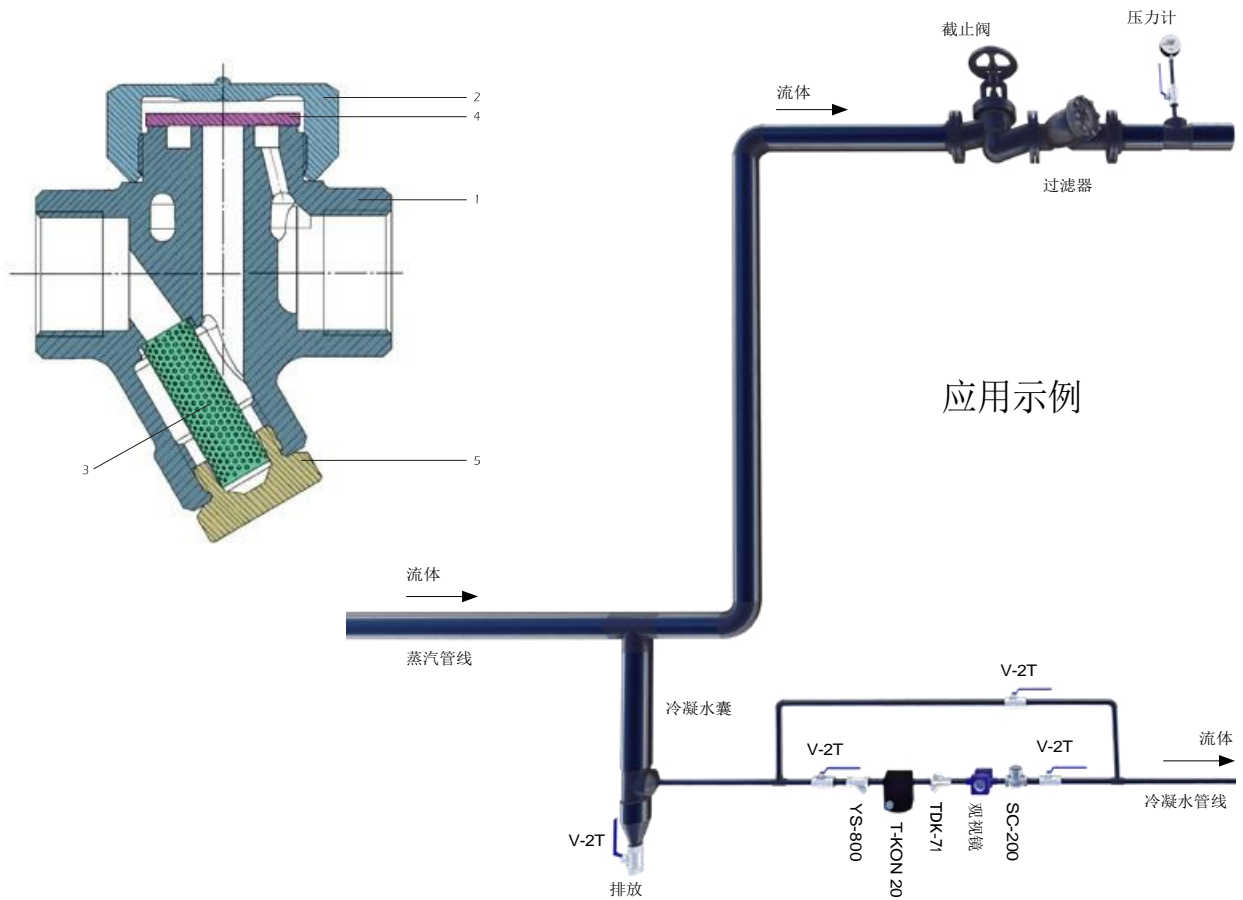 截止阀
压力计
流体
过滤器
2
4
1
3
5
应用示例
流体
蒸汽管线
冷凝水囊
V-2T
V-2T
V-2T
流体
冷凝水管线
YS-800
T-KON 20
TDK-71
观视镜
SC-200
V-2T
排放